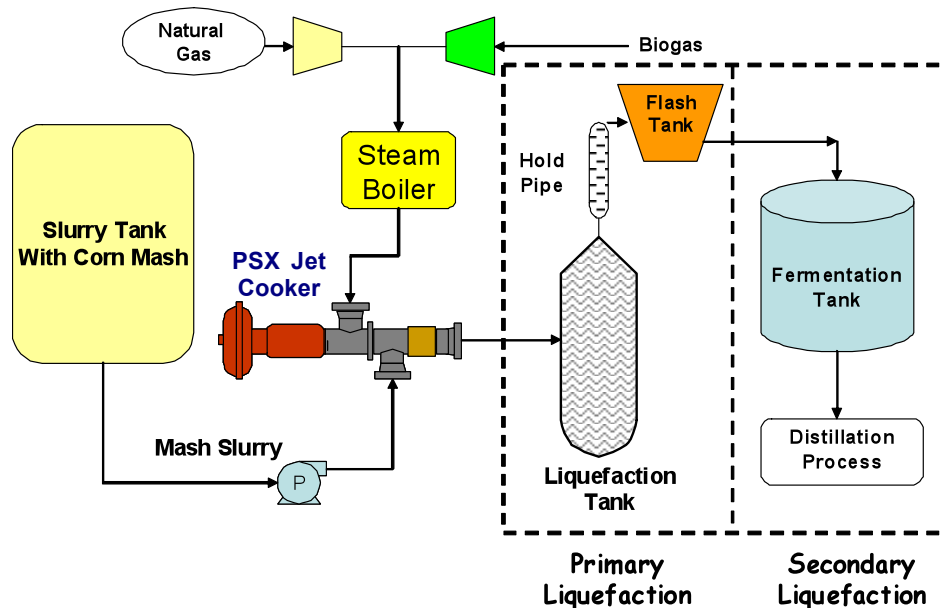 Natural
Gas
Biogas
Steam
Boiler
Slurry Tank
With Corn Mash
PSX Jet
Cooker
Mash Slurry
P
Hold
Pipe
Flash
Tank
Liquefaction
Tank
Fermentation
Tank
Distillation
Process
Primary
Liquefaction
Secondary
Liquefaction